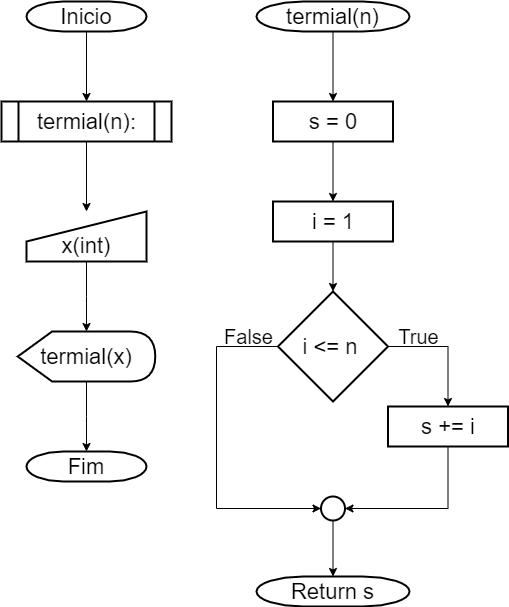 Inicio
termial(n):
x(int)
termial(x)
Fim
termial(n)
s = 0
i = 1
i <= n
False
True
s += i
Return s